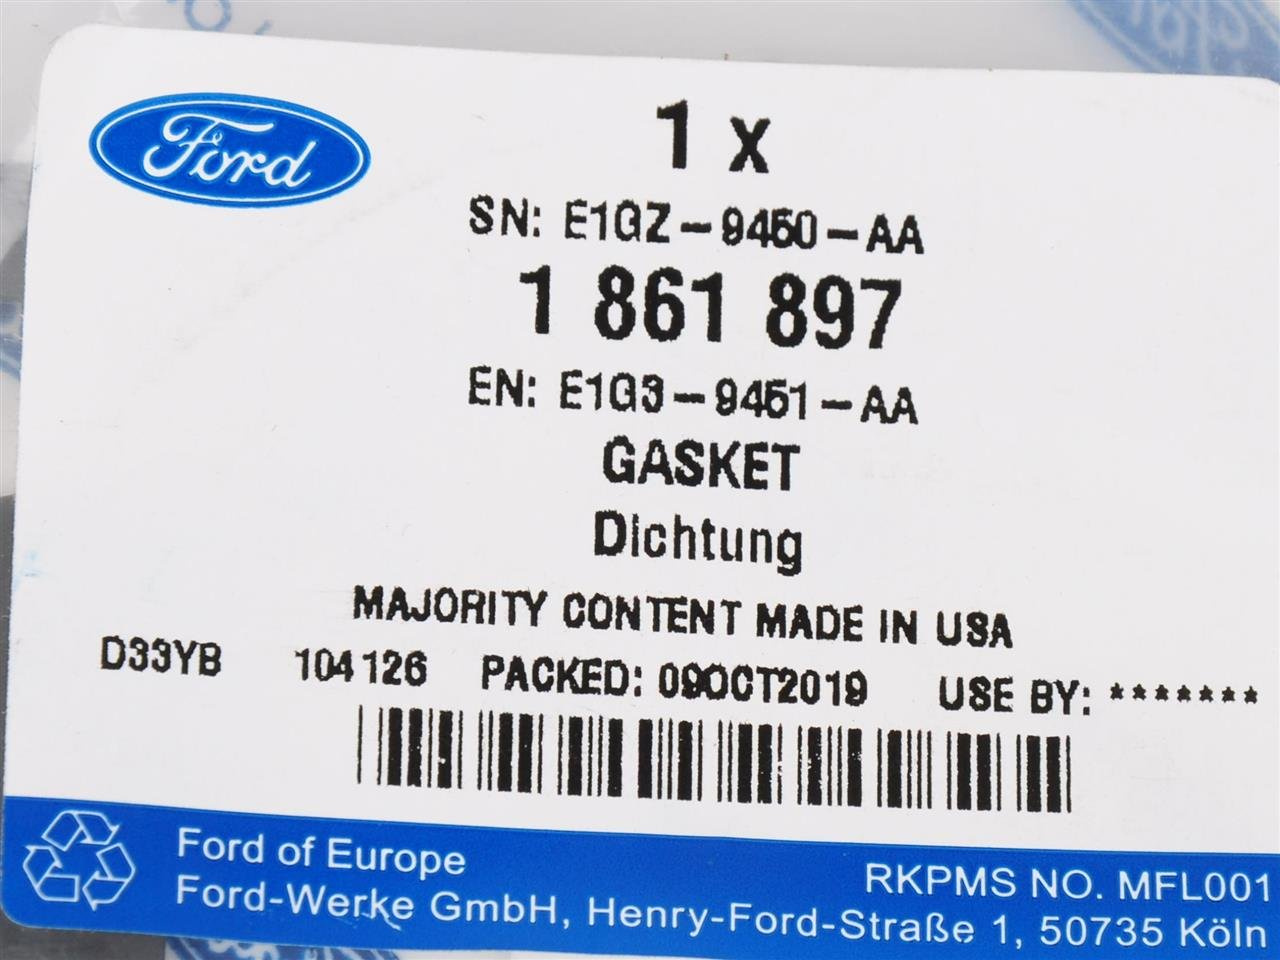 Ford
1 x
SN: E1GZ-9450-AA
1 861 897
EN: E1G3-9451-AA
GASKET
Dichtung
MAJORITY CONTENT MADE IN USA
D33YB 104126 PACKED: 09OCT2019 USE BY: *******
Ford of Europe
Ford-Werke GmbH, Henry-Ford-Straße 1, 50735 Köln
RKPMS NO. MFL001